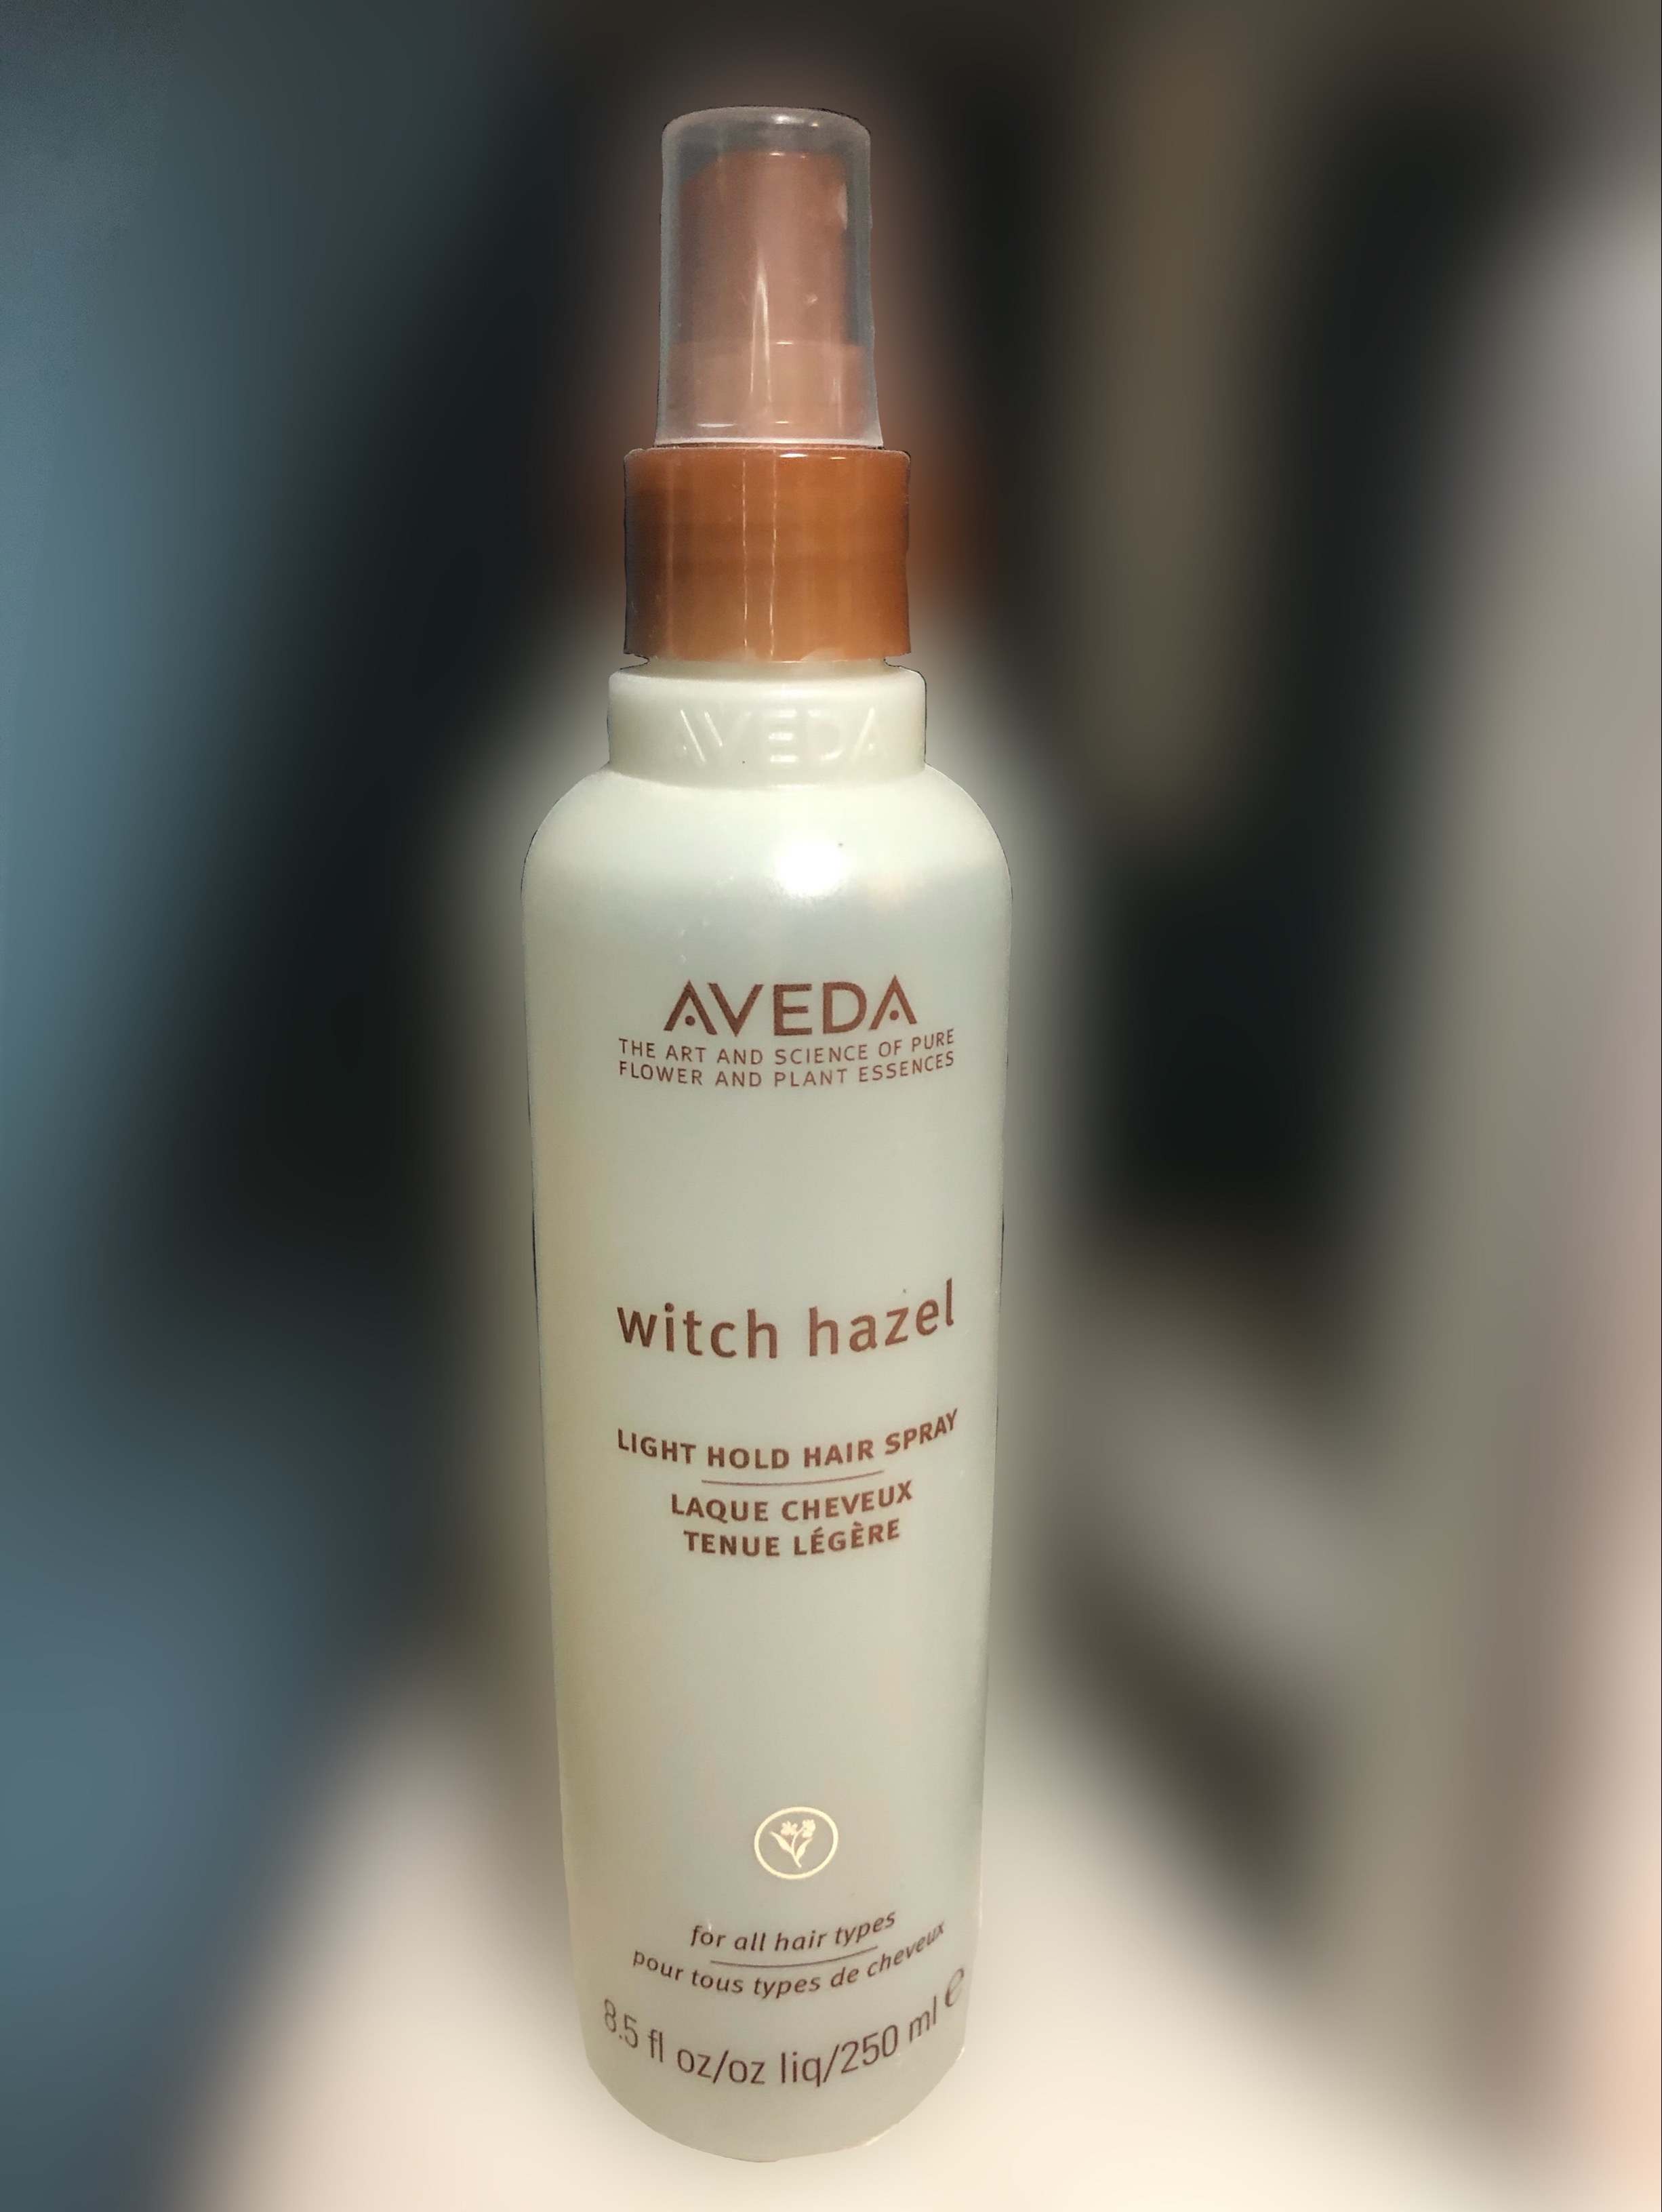 AVEDA
AVEDA
THE ART AND SCIENCE OF PURE
FLOWER AND PLANT ESSENCES
witch hazel
LIGHT HOLD HAIR SPRAY
LAQUE CHEVEUX
TENUE LÉGÈRE
for all hair types
pour tous types de cheveux
8.5 fl oz/oz liq/250 ml ℮